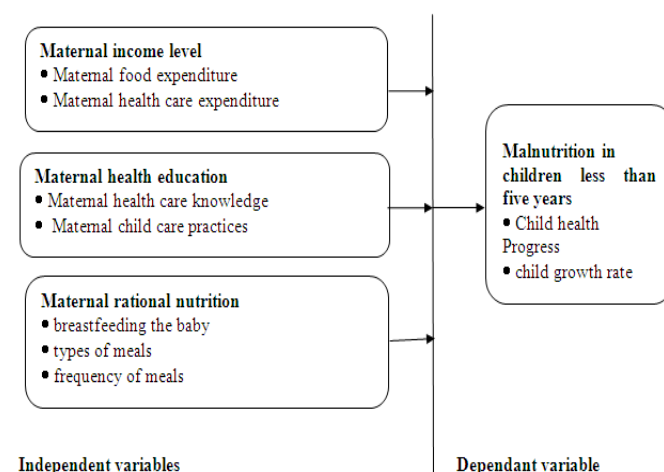 Maternal income level
• Maternal food expenditure
• Maternal health care expenditure
Maternal health education
• Maternal health care knowledge
• Maternal child care practices
Maternal rational nutrition
• breastfeeding the baby
• types of meals
• frequency of meals
Malnutrition in
children less than
five years
• Child health
Progress
• child growth rate
Independent variables
Dependant variable